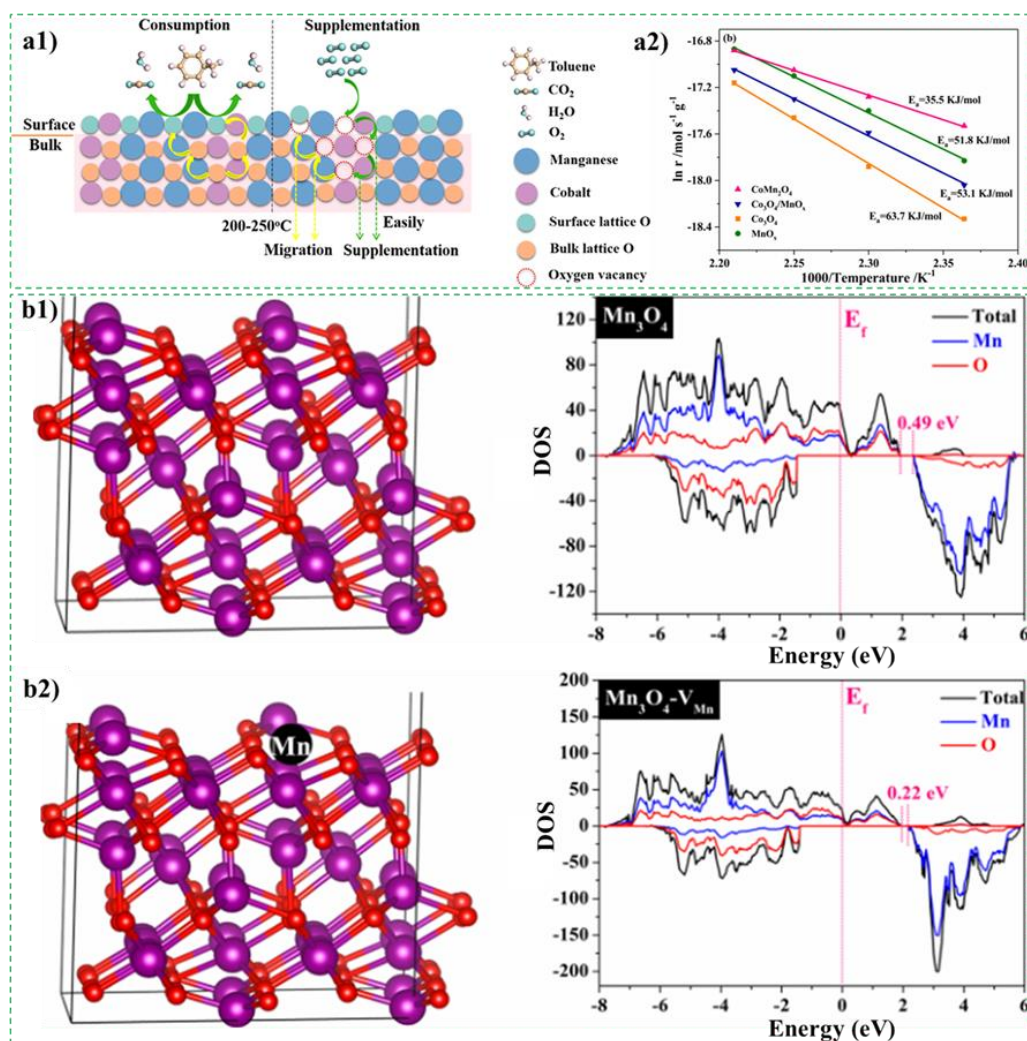 a1)
Consumption
Supplementation
Surface
Bulk
200-250°C
Migration
Easily
Supplementation
Toluene
CO₂
H₂O
O₂
Manganese
Cobalt
Surface lattice O
Bulk lattice O
Oxygen vacancy
a2)
(b)
ln r /mol s⁻¹ g⁻¹
-16.8
-17.2
-17.6
-18.0
-18.4
Eₐ=35.5 KJ/mol
Eₐ=51.8 KJ/mol
Eₐ=53.1 KJ/mol
Eₐ=63.7 KJ/mol
CoMn₂O₄
Co₃O₄/MnOₓ
Co₃O₄
MnOₓ
2.20 2.25 2.30 2.35 2.40
1000/Temperature /K⁻¹
b1)
Mn₃O₄
E_f
Total
Mn
O
0.49 eV
DOS
120
80
40
0
-40
-80
-120
-8 -6 -4 -2 0 2 4 6
Energy (eV)
b2)
Mn
Mn₃O₄-V_Mn
E_f
Total
Mn
O
0.22 eV
DOS
200
150
100
50
0
-50
-100
-150
-200
-8 -6 -4 -2 0 2 4 6
Energy (eV)